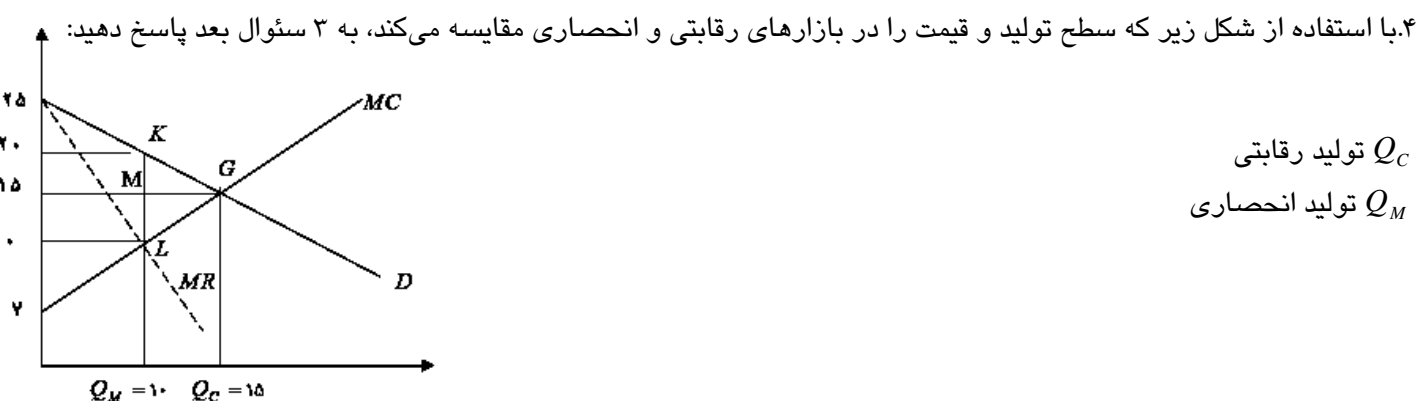 ۴.با استفاده از شکل زیر که سطح تولید و قیمت را در بازارهای رقابتی و انحصاری مقایسه می‌کند، به ۳ سئوال بعد پاسخ دهید:
Q_C تولید رقابتی
Q_M تولید انحصاری
۲۵
MC
K
۲۰
G
M
۱۵
۰
L
MR
D
۷
Q_M = ۱۰ Q_C = ۱۵